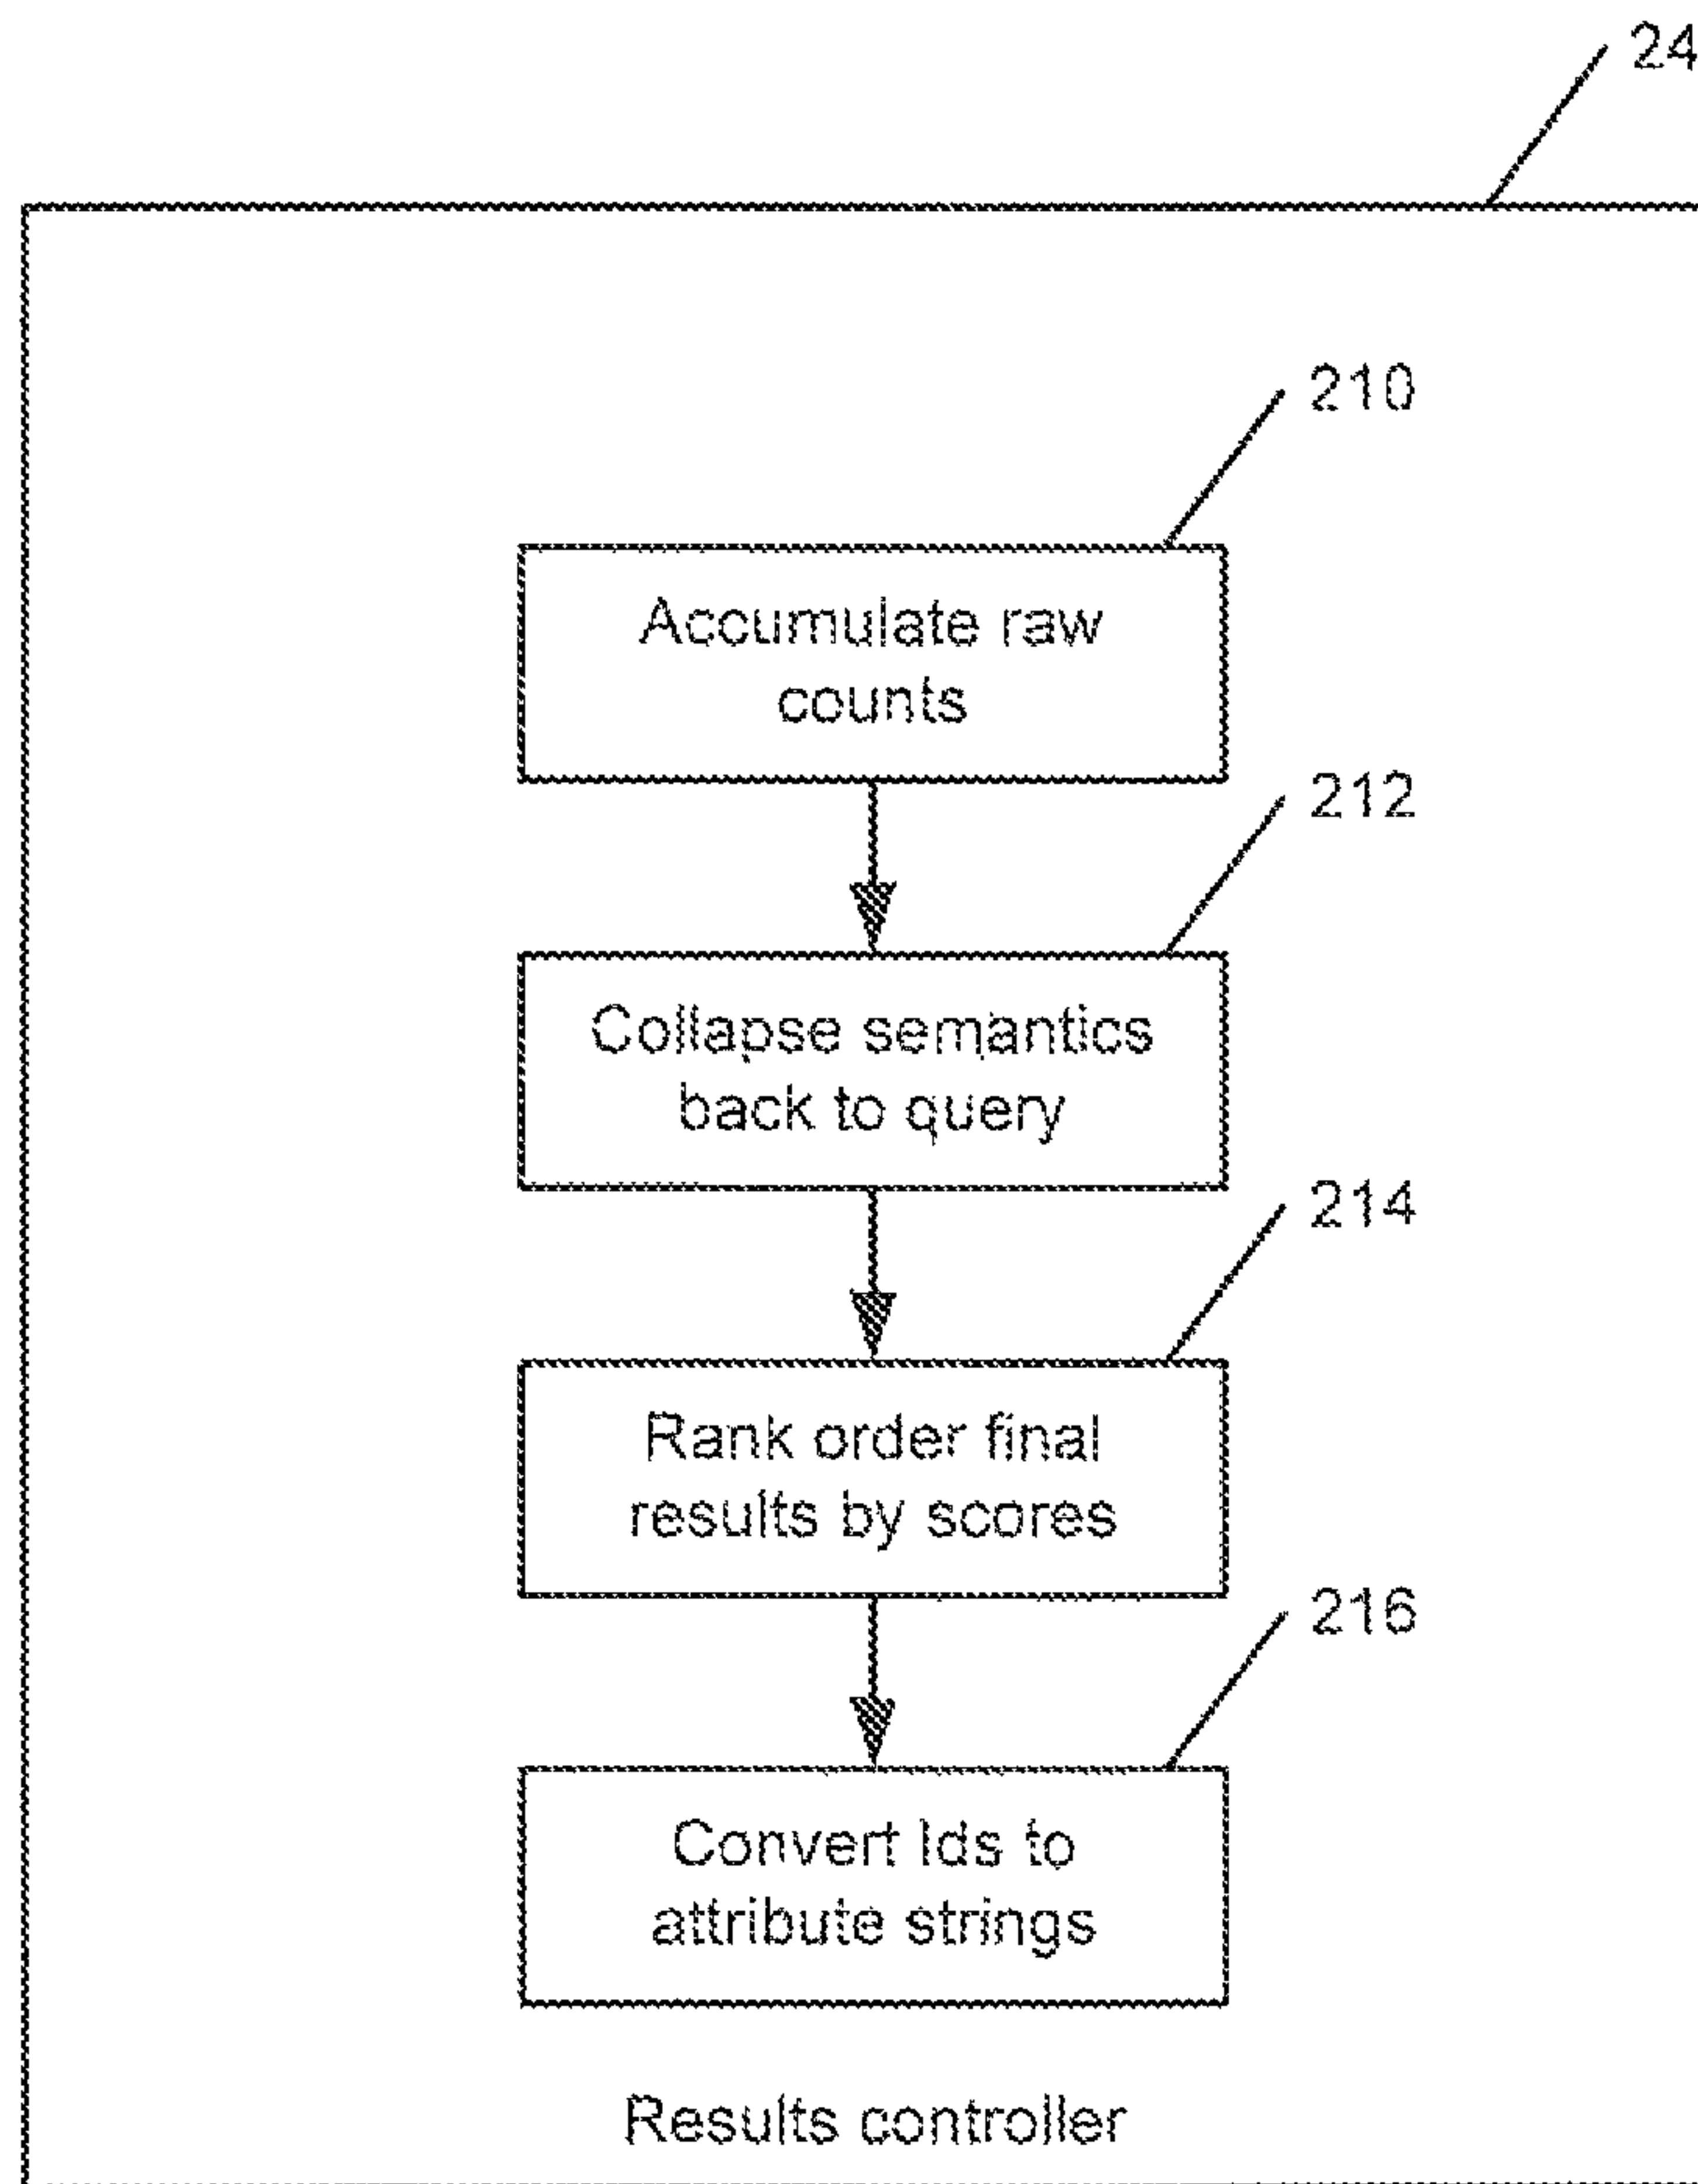 24
210
Accumulate raw
counts
212
Collapse semantics
back to query
214
Rank order final
results by scores
216
Convert Ids to
attribute strings
Results controller